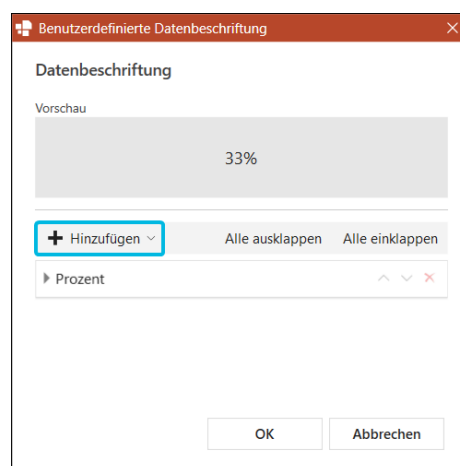 Benutzerdefinierte Datenbeschriftung
Datenbeschriftung
Vorschau
33%
Hinzufügen Alle ausklappen Alle einklappen
Prozent
OK Abbrechen